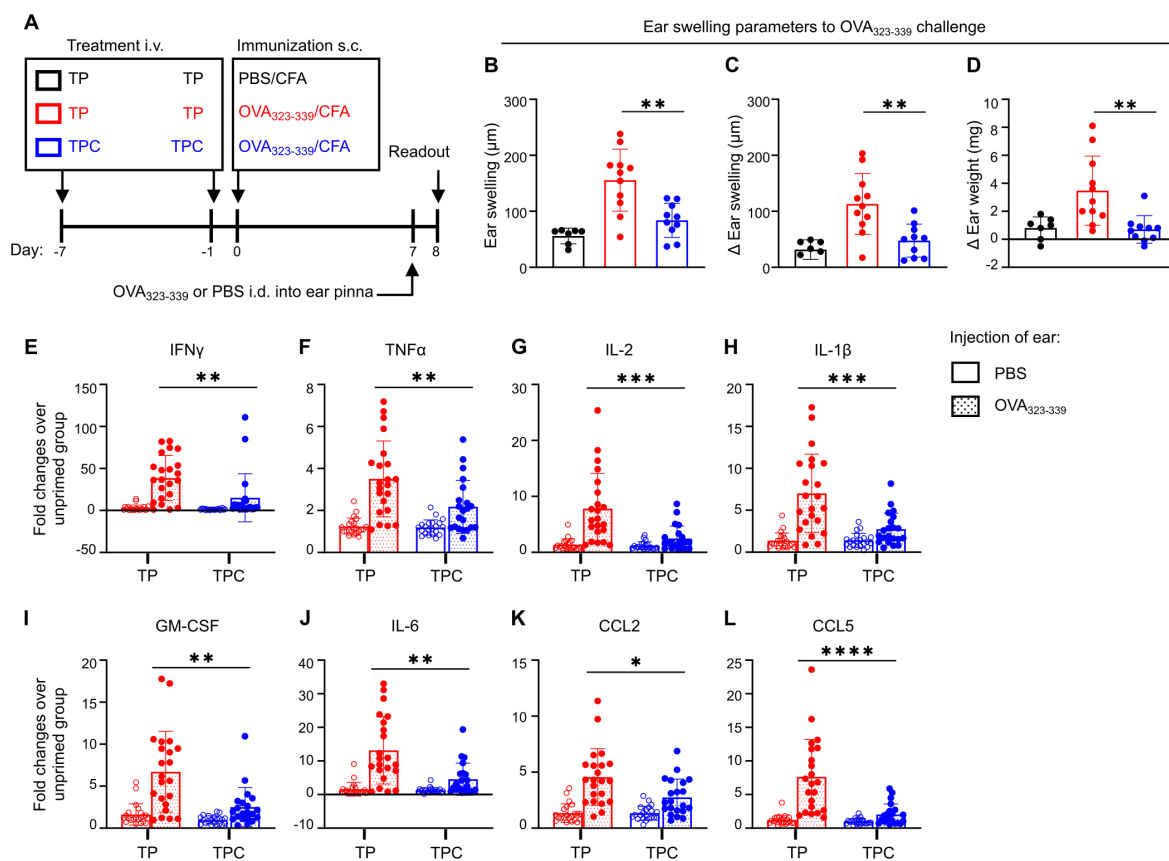 A
Treatment i.v.
Immunization s.c.
TP TP PBS/CFA
TP TP OVA323-339/CFA
TPC TPC OVA323-339/CFA
Readout
Day: -7 -1 0 7 8
OVA323-339 or PBS i.d. into ear pinna
Ear swelling parameters to OVA323-339 challenge
B
Ear swelling (µm)
300
200
100
0
**
C
Δ Ear swelling (µm)
300
200
100
0
**
D
Δ Ear weight (mg)
10
8
6
4
2
0
-2
**
E
IFNγ
Fold changes over
unprimed group
150
100
50
0
-50
**
TP TPC
F
TNFα
8
6
4
2
0
**
TP TPC
G
IL-2
30
20
10
0
***
TP TPC
H
IL-1β
20
15
10
5
0
***
TP TPC
Injection of ear:
PBS
OVA323-339
I
GM-CSF
Fold changes over
unprimed group
20
15
10
5
0
**
TP TPC
J
IL-6
40
30
20
10
0
-10
**
TP TPC
K
CCL2
15
10
5
0
*
TP TPC
L
CCL5
25
20
15
10
5
0
****
TP TPC